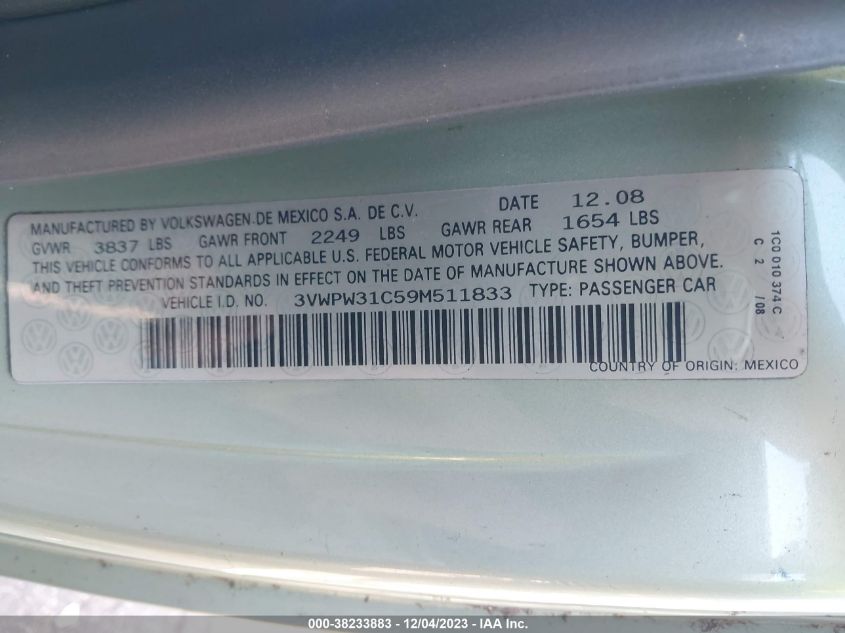 MANUFACTURED BY VOLKSWAGEN DE MEXICO S.A. DE C.V. DATE 12.08
GVWR 3837 LBS GAWR FRONT 2249 LBS GAWR REAR 1654 LBS
THIS VEHICLE CONFORMS TO ALL APPLICABLE U.S. FEDERAL MOTOR VEHICLE SAFETY, BUMPER,
AND THEFT PREVENTION STANDARDS IN EFFECT ON THE DATE OF MANUFACTURE SHOWN ABOVE.
VEHICLE I.D. NO. 3VWPW31C59M511833 TYPE: PASSENGER CAR
COUNTRY OF ORIGIN: MEXICO
1C0 010 374 C
C 2 /08
000-38233883 - 12/04/2023 - IAA Inc.